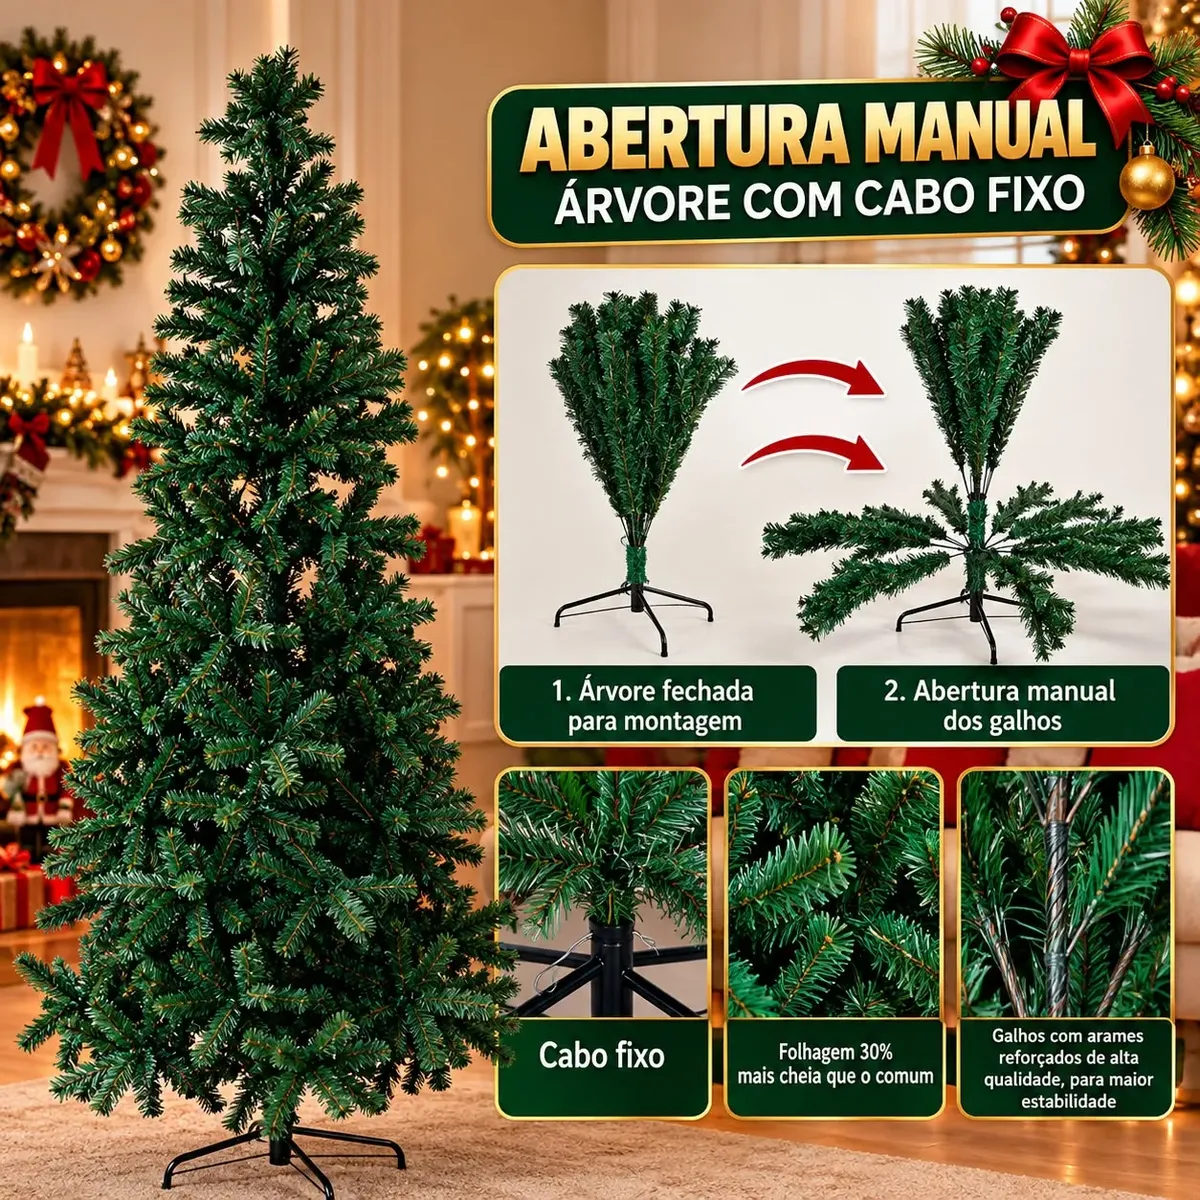 ABERTURA MANUAL
ÁRVORE COM CABO FIXO
1. Árvore fechada
para montagem
2. Abertura manual
dos galhos
Cabo fixo
Folhagem 30%
mais cheia que o comum
Galhos com arames
reforçados de alta
qualidade, para maior
estabilidade